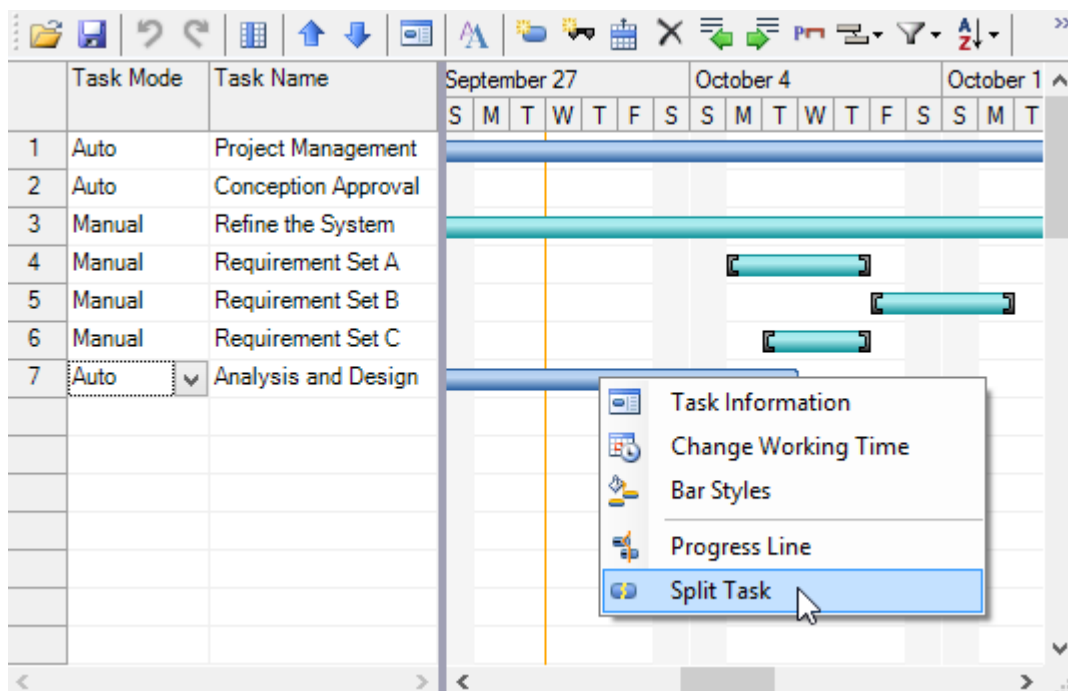 Task Mode Task Name September 27 October 4 October 1
S M T W T F S S M T W T F S S M T
1 Auto Project Management
2 Auto Conception Approval
3 Manual Refine the System
4 Manual Requirement Set A
5 Manual Requirement Set B
6 Manual Requirement Set C
7 Auto Analysis and Design
Task Information
Change Working Time
Bar Styles
Progress Line
Split Task